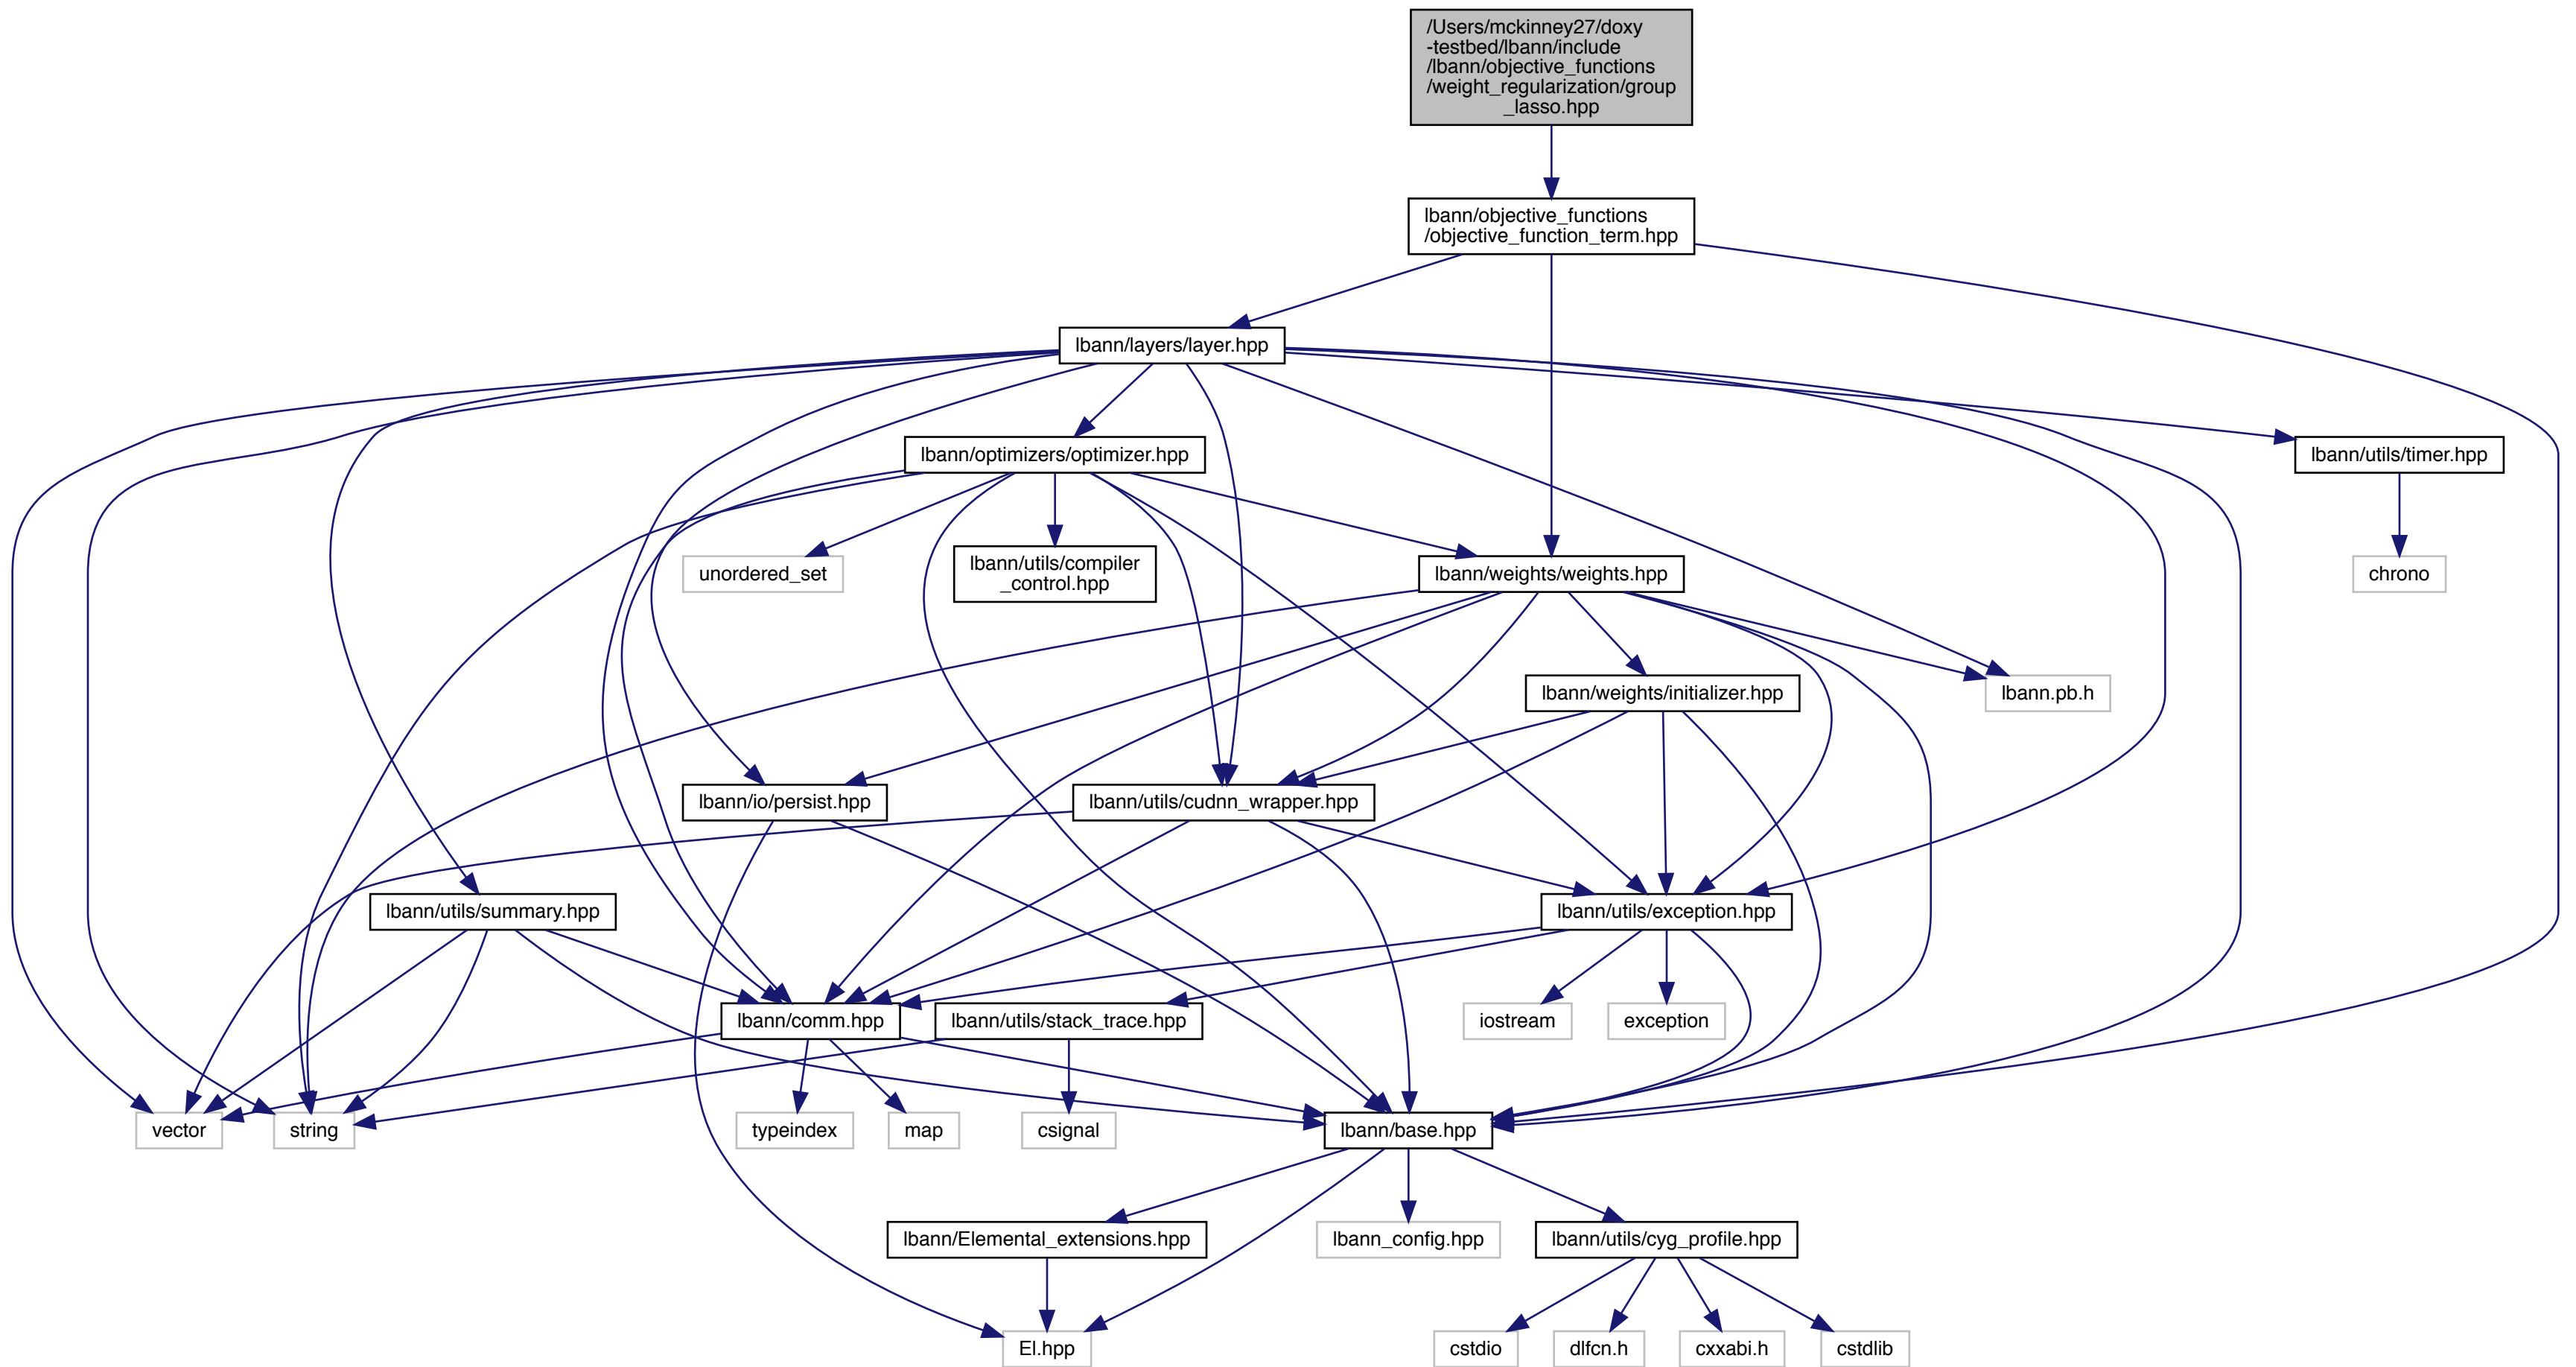 /Users/mckinney27/doxy
-testbed/lbann/include
/lbann/objective_functions
/weight_regularization/group
_lasso.hpp
lbann/objective_functions
/objective_function_term.hpp
lbann/layers/layer.hpp
lbann/optimizers/optimizer.hpp
lbann/utils/timer.hpp
unordered_set
lbann/utils/compiler
_control.hpp
lbann/weights/weights.hpp
chrono
lbann/weights/initializer.hpp
lbann.pb.h
lbann/io/persist.hpp
lbann/utils/cudnn_wrapper.hpp
lbann/utils/summary.hpp
lbann/utils/exception.hpp
lbann/comm.hpp
lbann/utils/stack_trace.hpp
iostream
exception
vector
string
typeindex
map
csignal
lbann/base.hpp
lbann/Elemental_extensions.hpp
lbann_config.hpp
lbann/utils/cyg_profile.hpp
El.hpp
cstdio
dlfcn.h
cxxabi.h
cstdlib